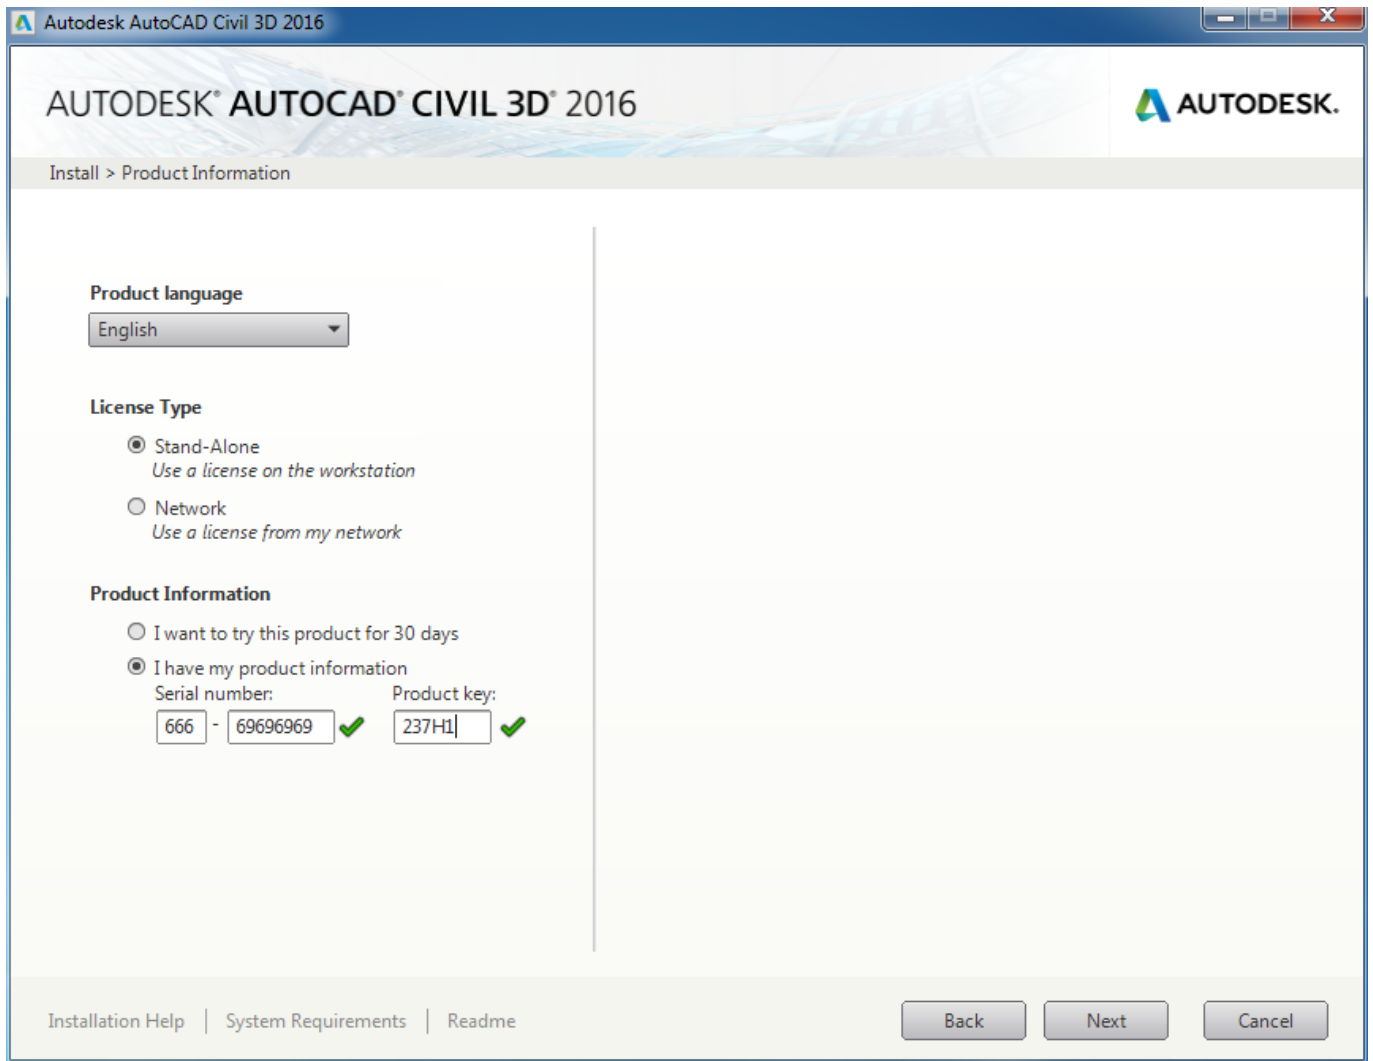 Autodesk AutoCAD Civil 3D 2016
AUTODESK® AUTOCAD® CIVIL 3D® 2016
AUTODESK.
Install > Product Information
Product language
English
License Type
Stand-Alone
Use a license on the workstation
Network
Use a license from my network
Product Information
I want to try this product for 30 days
I have my product information
Serial number: Product key:
666 - 69696969 237H1
Installation Help | System Requirements | Readme
Back Next Cancel